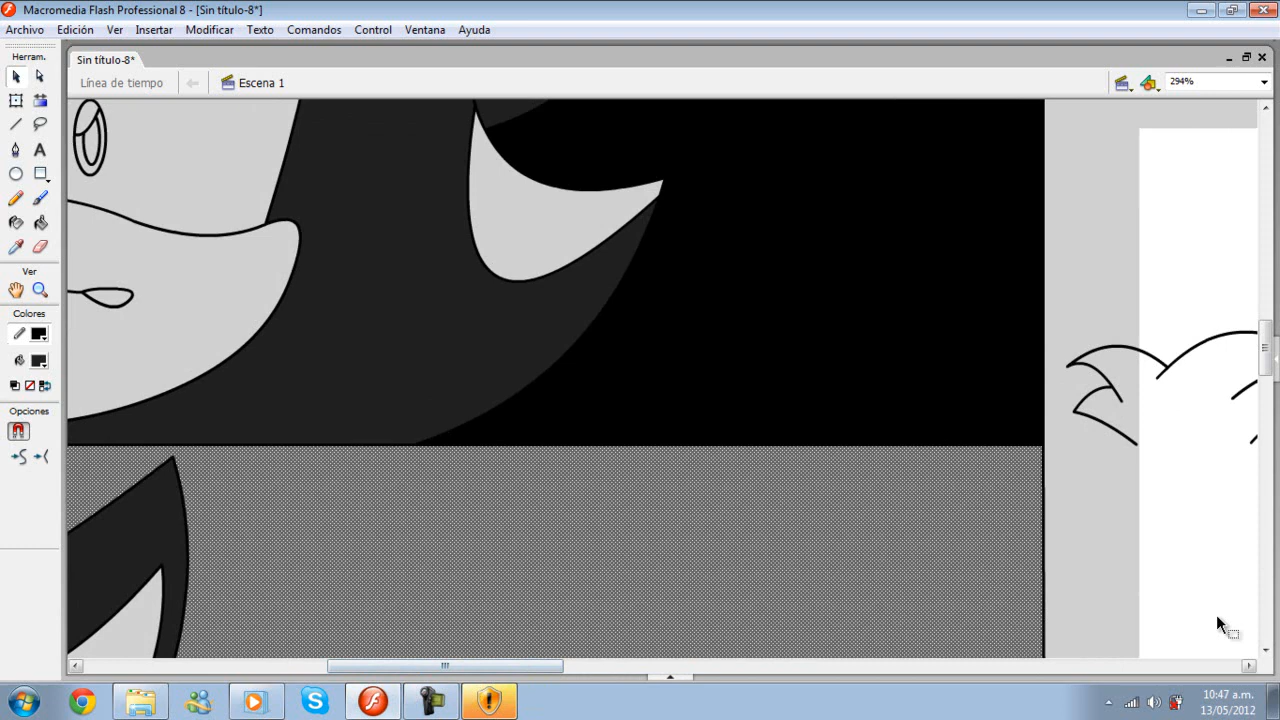 Macromedia Flash Professional 8 - [Sin título-8*]
Archivo Edición Ver Insertar Modificar Texto Comandos Control Ventana Ayuda
Herram.
Sin título-8*
Línea de tiempo Escena 1 294%
A
Ver
Colores
Opciones
10:47 a.m.
13/05/2012